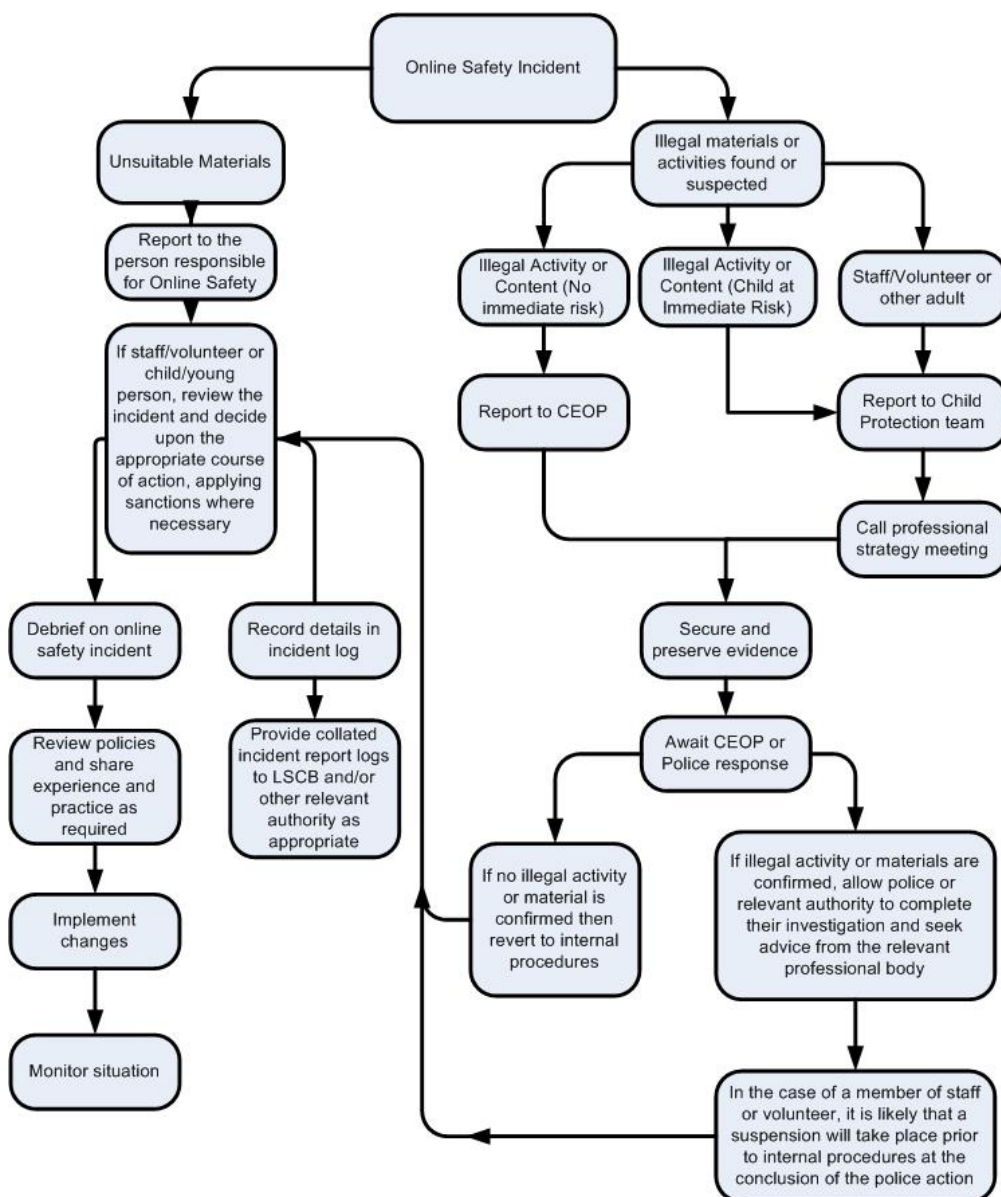 Online Safety Incident
Unsuitable Materials
Report to the
person responsible
for Online Safety
If staff/volunteer or
child/young
person, review the
incident and decide
upon the
appropriate course
of action, applying
sanctions where
necessary
Debrief on online
safety incident
Review policies
and share
experience and
practice as
required
Implement
changes
Monitor situation
Record details in
incident log
Provide collated
incident report logs
to LSCB and/or
other relevant
authority as
appropriate
Illegal materials or
activities found or
suspected
Illegal Activity or
Content (No
immediate risk)
Illegal Activity or
Content (Child at
Immediate Risk)
Staff/Volunteer or
other adult
Report to CEOP
Report to Child
Protection team
Call professional
strategy meeting
Secure and
preserve evidence
Await CEOP or
Police response
If no illegal activity
or material is
confirmed then
revert to internal
procedures
If illegal activity or materials are
confirmed, allow police or
relevant authority to complete
their investigation and seek
advice from the relevant
professional body
In the case of a member of staff
or volunteer, it is likely that a
suspension will take place prior
to internal procedures at the
conclusion of the police action